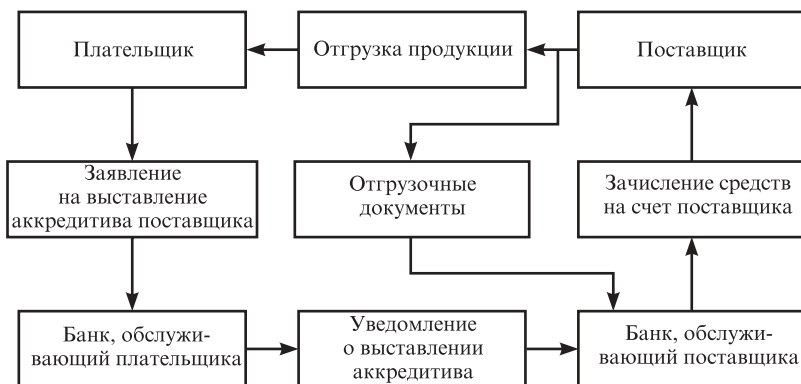 Плательщик
Отгрузка продукции
Поставщик
Заявление
на выставление
аккредитива поставщика
Отгрузочные
документы
Зачисление средств
на счет поставщика
Банк, обслужи-
вающий плательщика
Уведомление
о выставлении
аккредитива
Банк, обслужи-
вающий поставщика